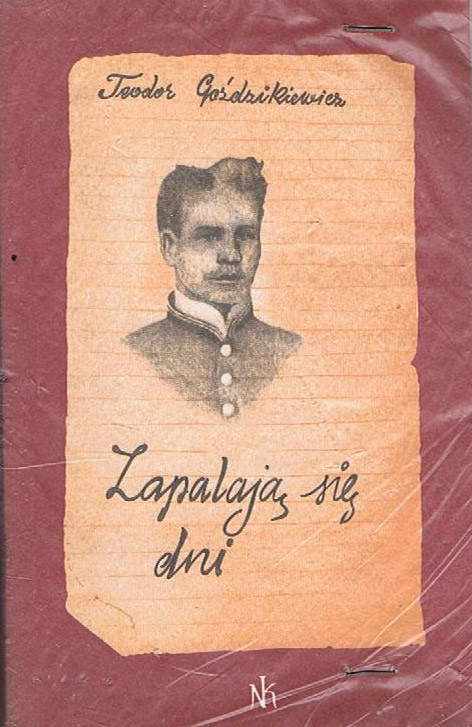 Teodor Goździkiewicz
Zapalają się
dni
NK